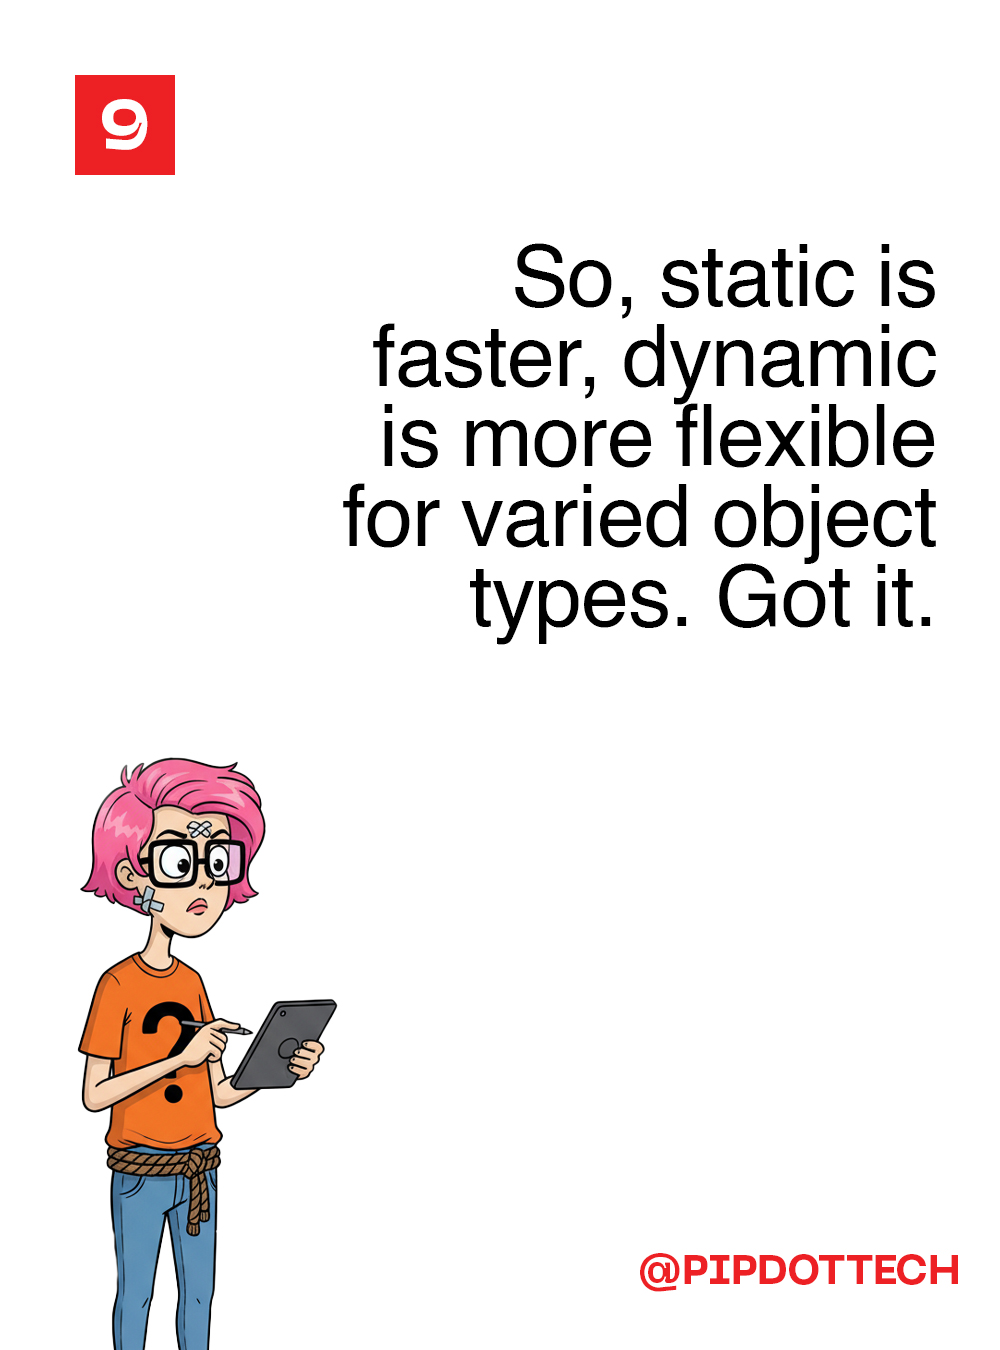 9
So, static is
faster, dynamic
is more flexible
for varied object
types. Got it.
?
@PIPDOTTECH